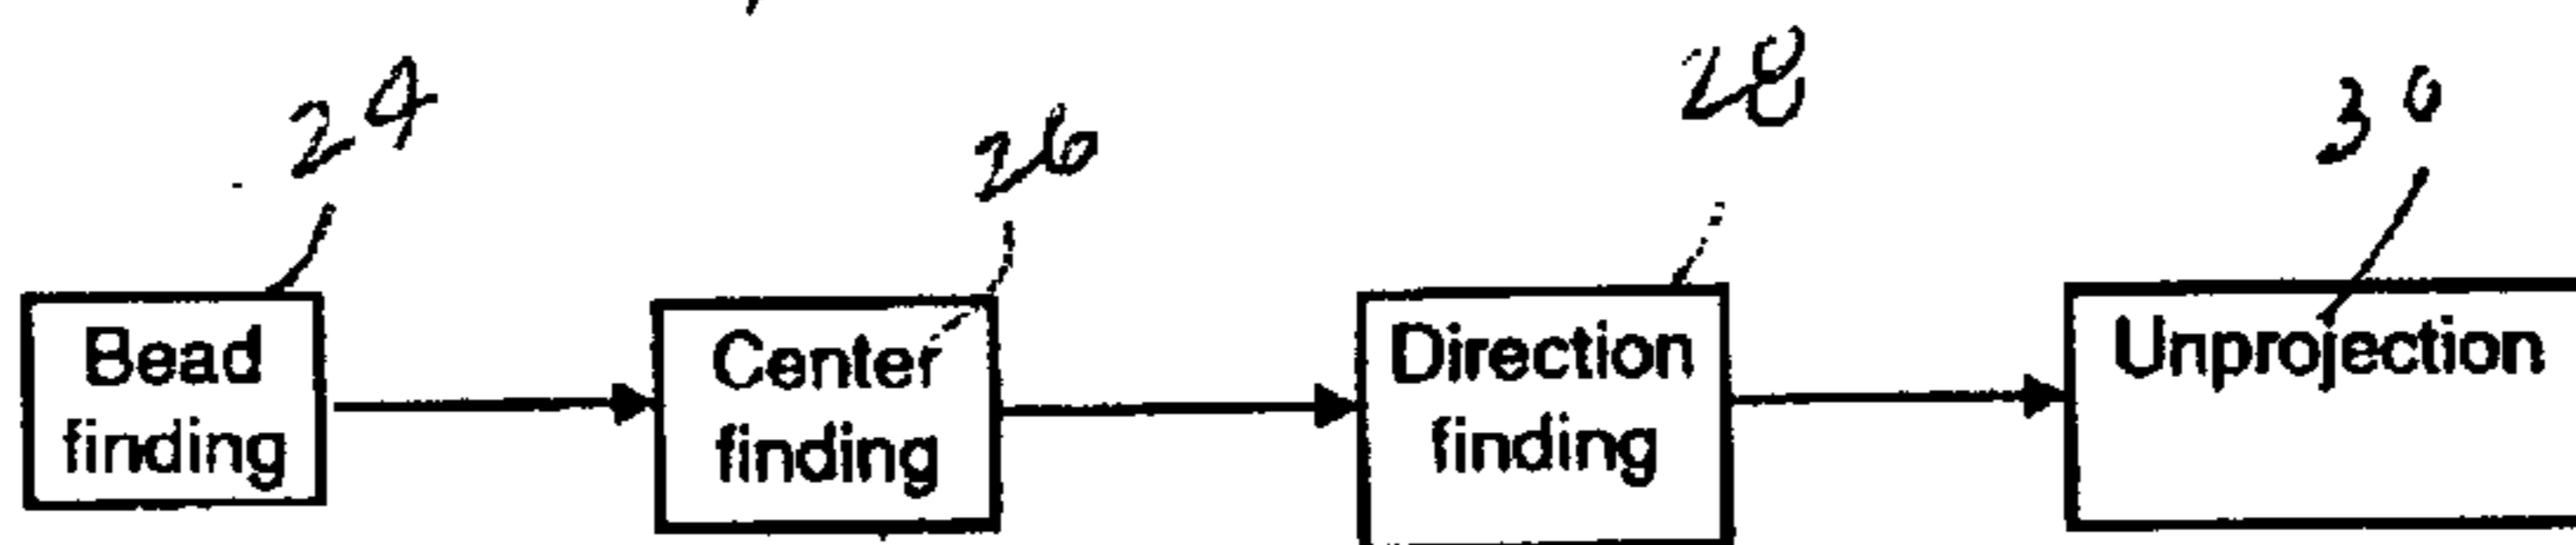 24
26
28
30
Bead
finding
Center
finding
Direction
finding
Unprojection